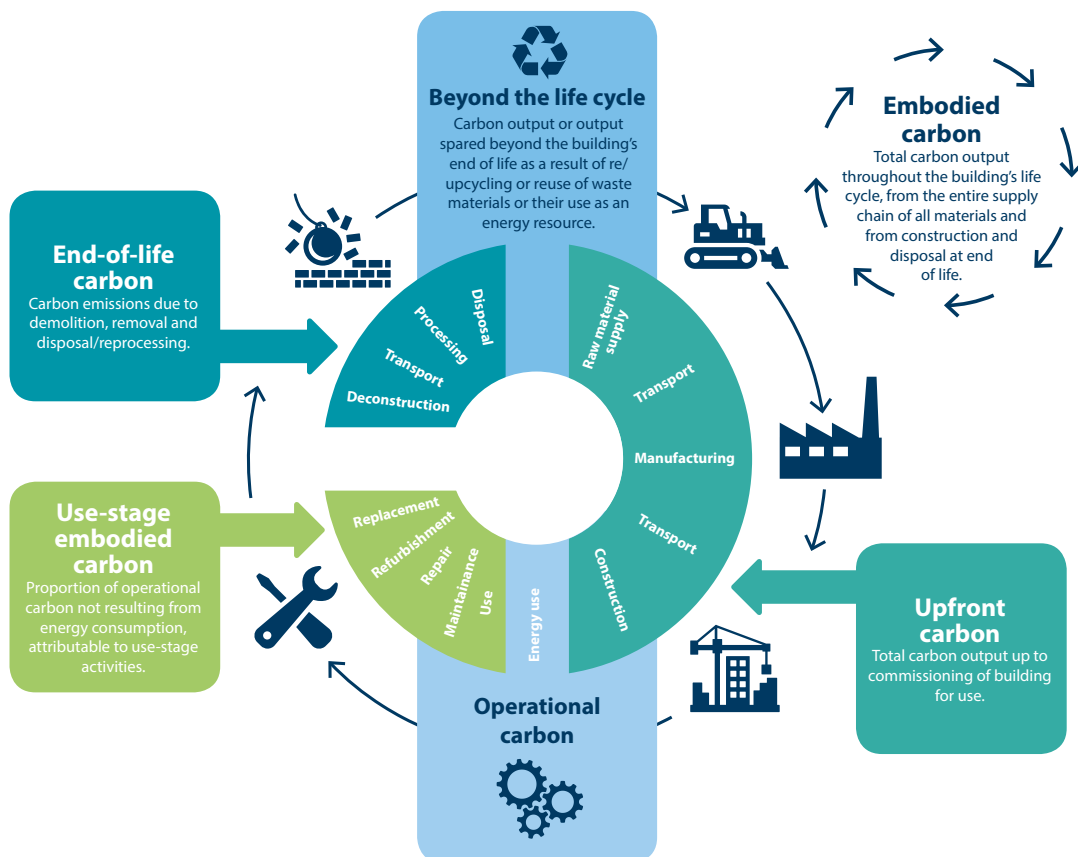 Beyond the life cycle
Carbon output or output
spared beyond the building’s
end of life as a result of re/
upcycling or reuse of waste
materials or their use as an
energy resource.
Embodied
carbon
Total carbon output
throughout the building’s life
cycle, from the entire supply
chain of all materials and
from construction and
disposal at end
of life.
End-of-life
carbon
Carbon emissions due to
demolition, removal and
disposal/reprocessing.
Disposal
Processing
Transport
Deconstruction
Raw material
supply
Transport
Manufacturing
Transport
Construction
Use-stage
embodied
carbon
Proportion of operational
carbon not resulting from
energy consumption,
attributable to use-stage
activities.
Replacement
Refurbishment
Repair
Maintainance
Use
Energy use
Upfront
carbon
Total carbon output up to
commissioning of building
for use.
Operational
carbon